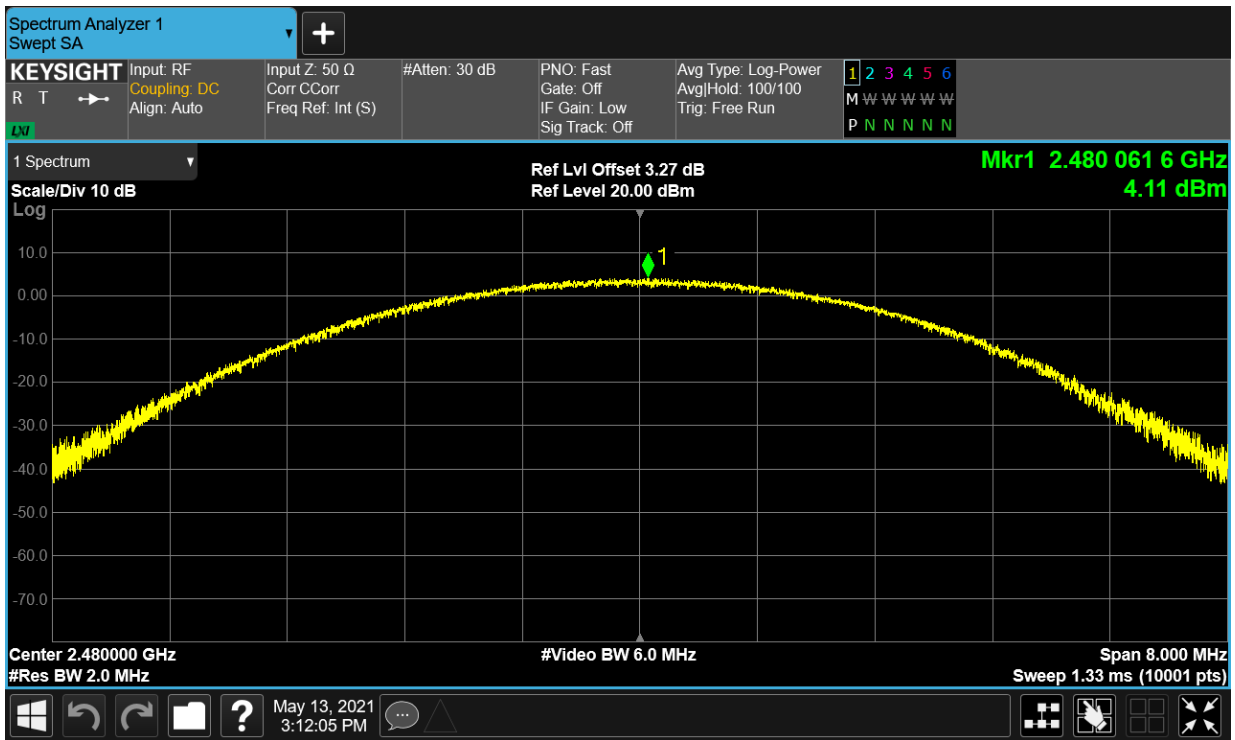 Spectrum Analyzer 1
Swept SA
KEYSIGHT
R T
LXI
Input: RF
Coupling: DC
Align: Auto
Input Z: 50 Ω
Corr CCorr
Freq Ref: Int (S)
#Atten: 30 dB
PNO: Fast
Gate: Off
IF Gain: Low
Sig Track: Off
Avg Type: Log-Power
Avg|Hold: 100/100
Trig: Free Run
1 2 3 4 5 6
M W W W W W
P N N N N N
1 Spectrum
Scale/Div 10 dB
Log
Ref Lvl Offset 3.27 dB
Ref Level 20.00 dBm
Mkr1 2.480 061 6 GHz
4.11 dBm
1
10.0
0.00
-10.0
-20.0
-30.0
-40.0
-50.0
-60.0
-70.0
Center 2.480000 GHz
#Res BW 2.0 MHz
#Video BW 6.0 MHz
Span 8.000 MHz
Sweep 1.33 ms (10001 pts)
?
May 13, 2021
3:12:05 PM